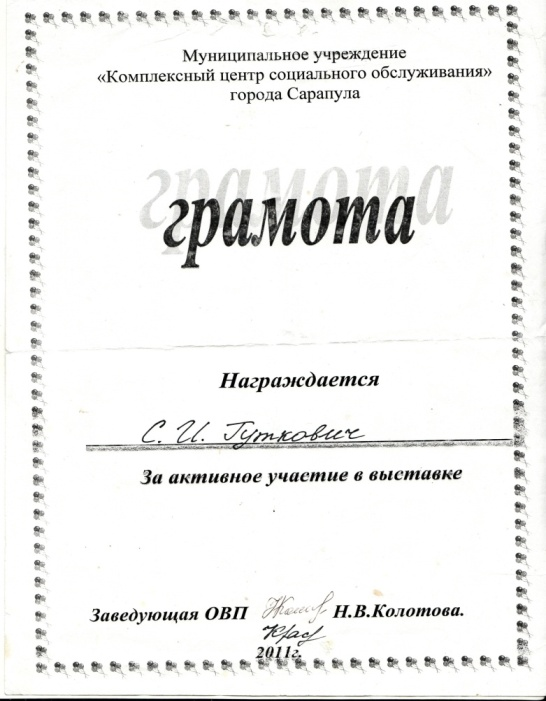 Муниципальное учреждение
«Комплексный центр социального обслуживания»
города Сарапула
грамота
Награждается
С. И. Гуткович
За активное участие в выставке
Заведующая ОВП Н.В.Колотова.
2011г.